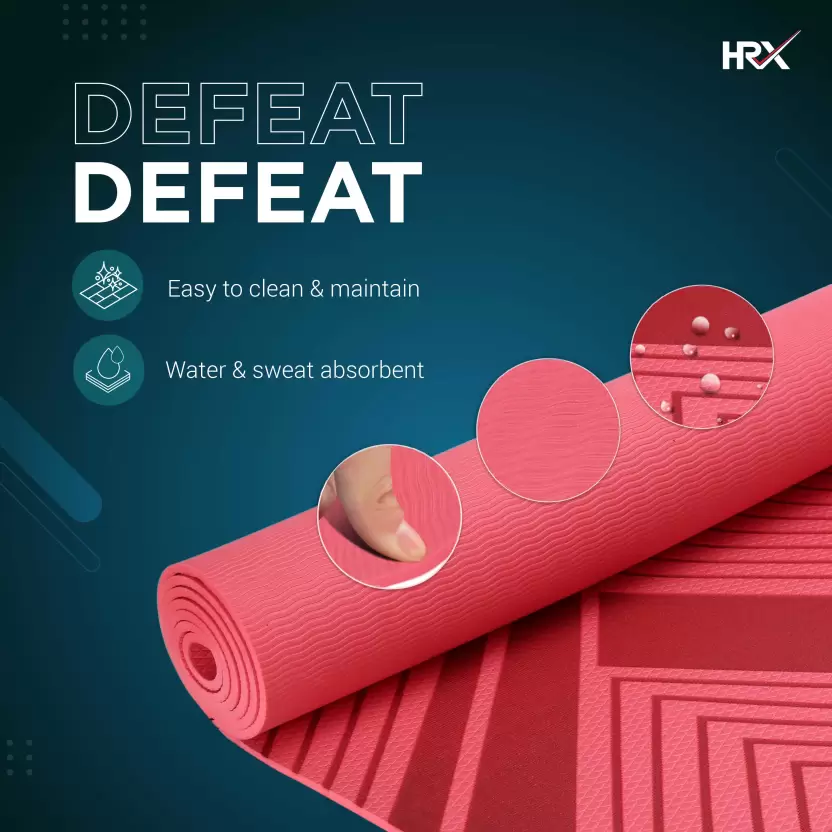 HRX
DEFEAT
DEFEAT
Easy to clean & maintain
Water & sweat absorbent